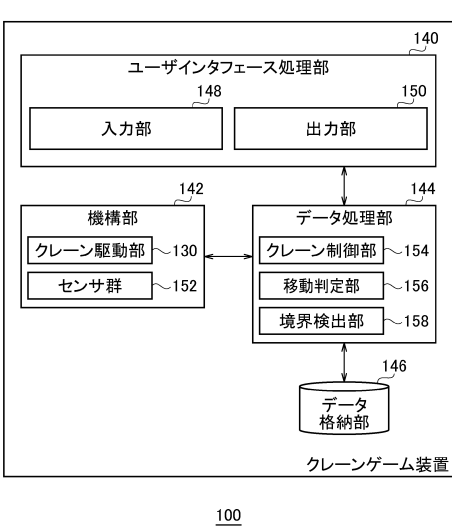 140
ユーザインタフェース処理部
148
入力部
150
出力部
142
機構部
クレーン駆動部
130
センサ群
152
144
データ処理部
クレーン制御部
154
移動判定部
156
境界検出部
158
146
データ
格納部
クレーンゲーム装置
100